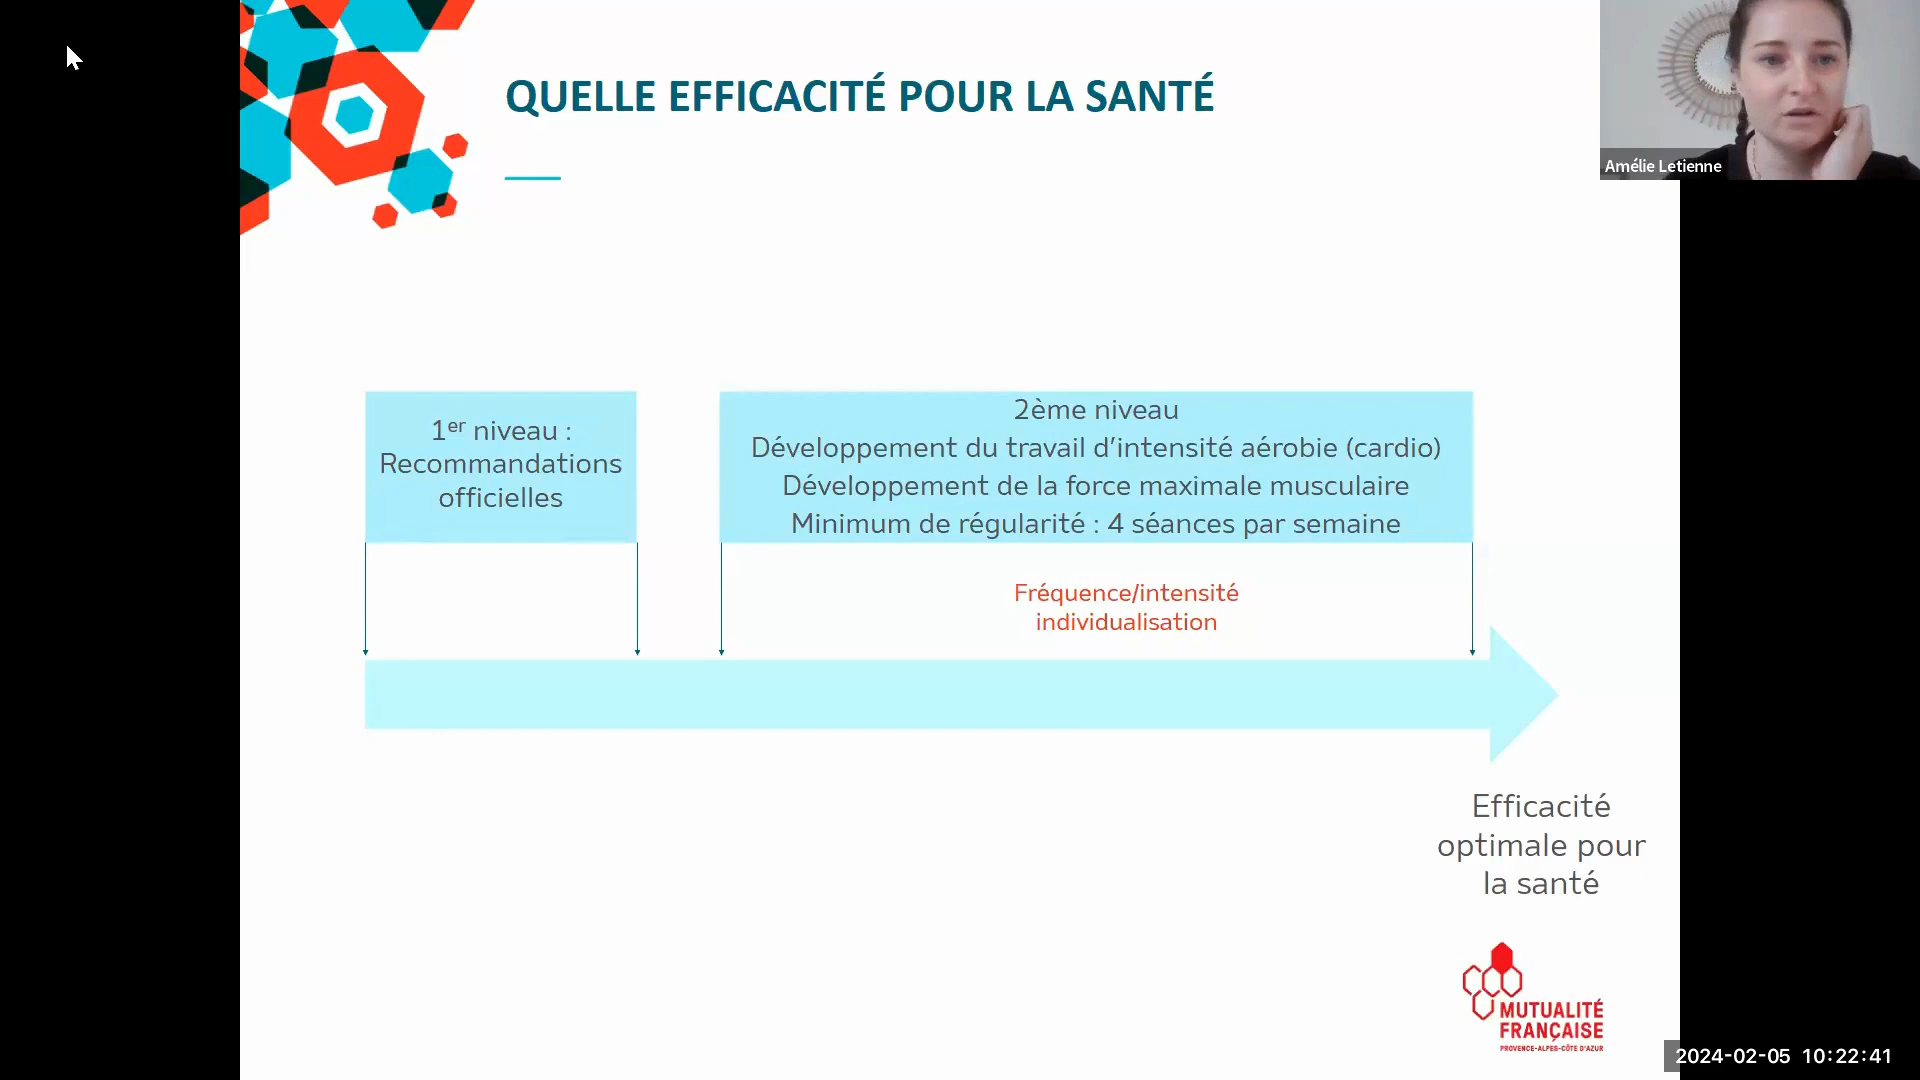 QUELLE EFFICACITÉ POUR LA SANTÉ
Amélie Letienne
1er niveau :
Recommandations
officielles
2ème niveau
Développement du travail d’intensité aérobie (cardio)
Développement de la force maximale musculaire
Minimum de régularité : 4 séances par semaine
Fréquence/intensité
individualisation
Efficacité
optimale pour
la santé
MUTUALITÉ
FRANÇAISE
PROVENCE-ALPES-CÔTE D'AZUR
2024-02-05 10:22:41